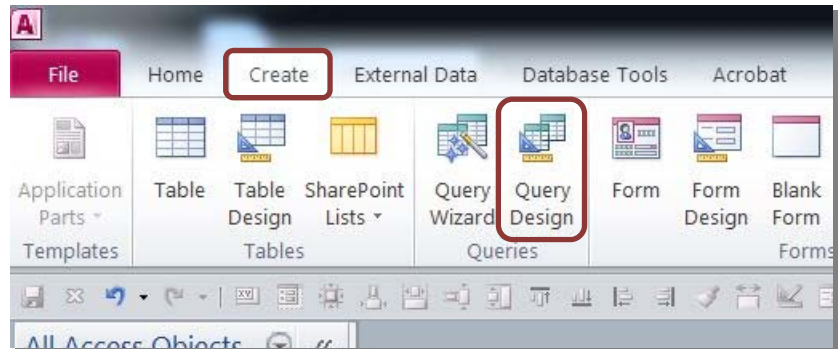 A
File Home Create External Data Database Tools Acrobat
Application Parts Table Table Design SharePoint Lists Query Wizard Query Design Form Form Design Blank Form
Templates Tables Queries Forms
All Access Objects «